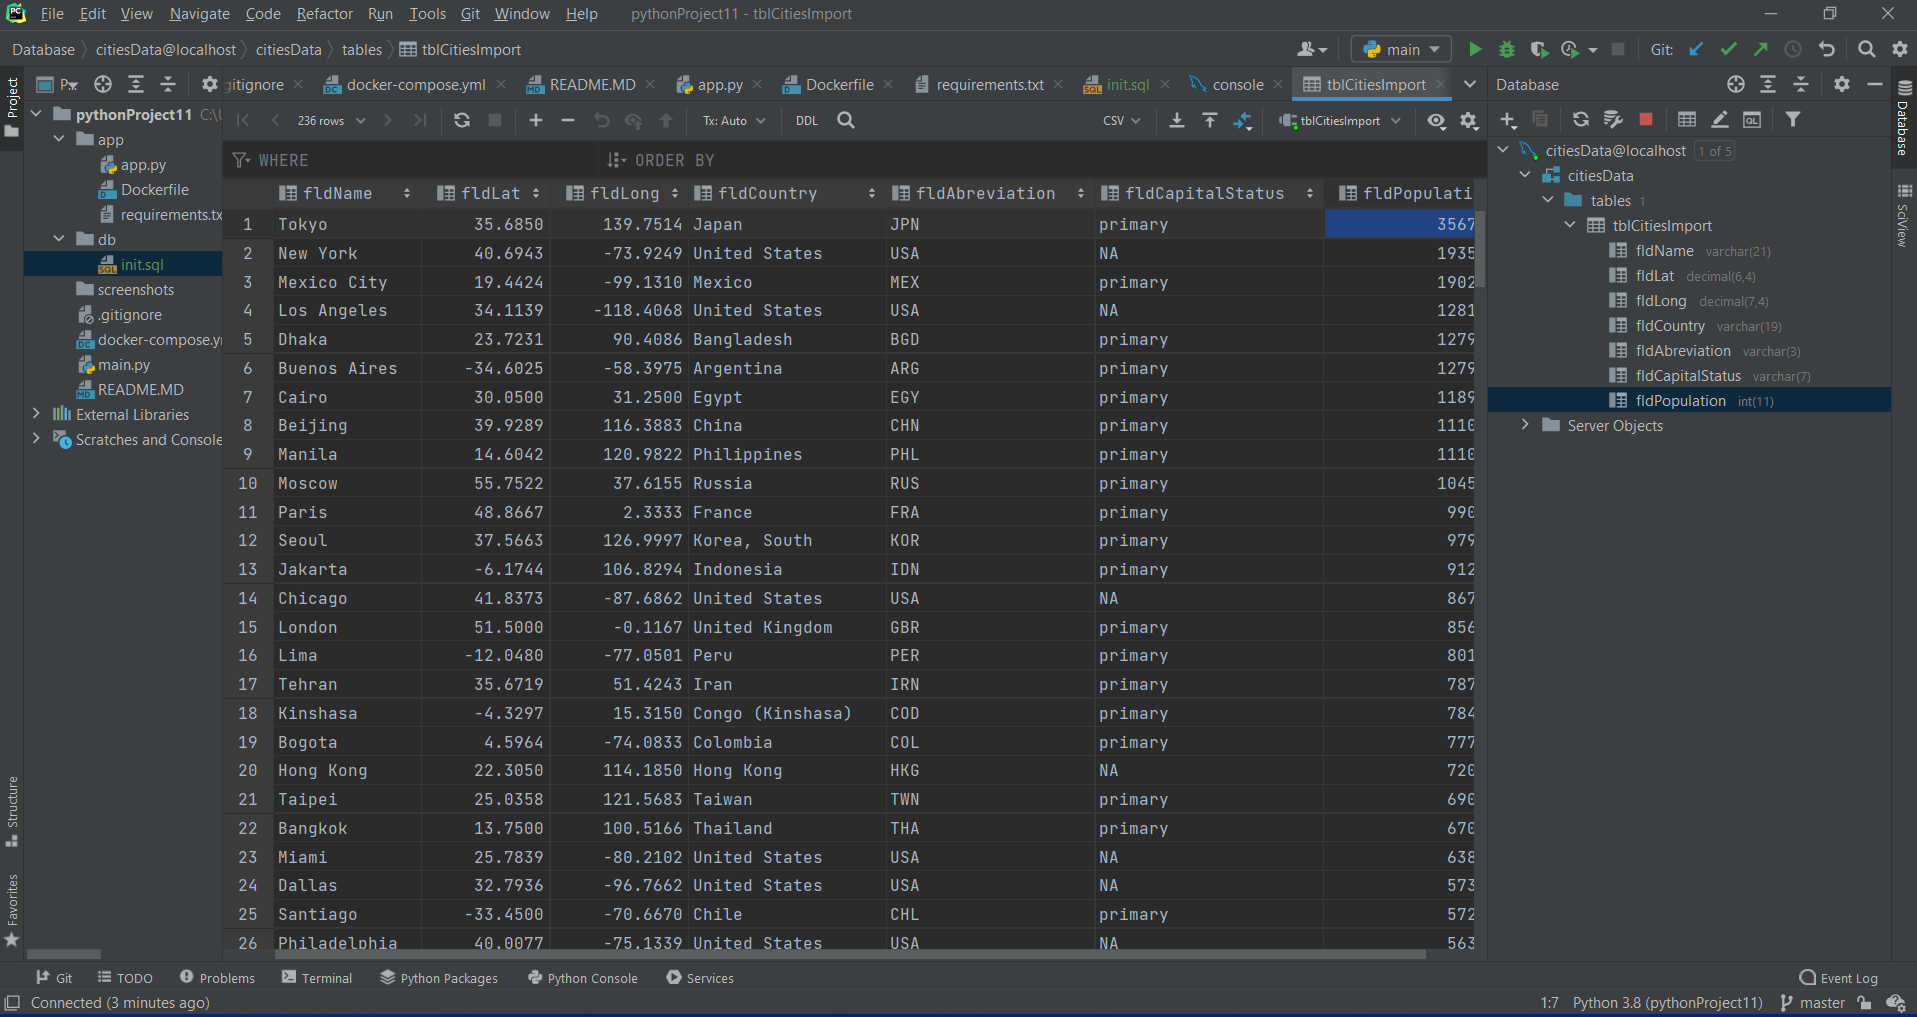 File Edit View Navigate Code Refactor Run Tools Git Window Help pythonProject11 - tblCitiesImport
Database citiesData@localhost citiesData tables tblCitiesImport main Git:
P... gitignore docker-compose.yml README.MD app.py Dockerfile requirements.txt init.sql console tblCitiesImport Database
Project
pythonProject11 C:\U
app
app.py
Dockerfile
requirements.tx
db
init.sql
screenshots
.gitignore
docker-compose.y
main.py
README.MD
External Libraries
Scratches and Console
236 rows Tx: Auto DDL CSV tblCitiesImport
WHERE ORDER BY
fldName fldLat fldLong fldCountry fldAbreviation fldCapitalStatus fldPopulati
1 Tokyo 35.6850 139.7514 Japan JPN primary 3567
2 New York 40.6943 -73.9249 United States USA NA 1935
3 Mexico City 19.4424 -99.1310 Mexico MEX primary 1902
4 Los Angeles 34.1139 -118.4068 United States USA NA 1281
5 Dhaka 23.7231 90.4086 Bangladesh BGD primary 1279
6 Buenos Aires -34.6025 -58.3975 Argentina ARG primary 1279
7 Cairo 30.0500 31.2500 Egypt EGY primary 1189
8 Beijing 39.9289 116.3883 China CHN primary 1110
9 Manila 14.6042 120.9822 Philippines PHL primary 1110
10 Moscow 55.7522 37.6155 Russia RUS primary 1045
11 Paris 48.8667 2.3333 France FRA primary 990
12 Seoul 37.5663 126.9997 Korea, South KOR primary 979
13 Jakarta -6.1744 106.8294 Indonesia IDN primary 912
14 Chicago 41.8373 -87.6862 United States USA NA 867
15 London 51.5000 -0.1167 United Kingdom GBR primary 856
16 Lima -12.0480 -77.0501 Peru PER primary 801
17 Tehran 35.6719 51.4243 Iran IRN primary 787
18 Kinshasa -4.3297 15.3150 Congo (Kinshasa) COD primary 784
19 Bogota 4.5964 -74.0833 Colombia COL primary 777
20 Hong Kong 22.3050 114.1850 Hong Kong HKG NA 720
21 Taipei 25.0358 121.5683 Taiwan TWN primary 690
22 Bangkok 13.7500 100.5166 Thailand THA primary 670
23 Miami 25.7839 -80.2102 United States USA NA 638
24 Dallas 32.7936 -96.7662 United States USA NA 573
25 Santiago -33.4500 -70.6670 Chile CHL primary 572
26 Philadelphia 40.0077 -75.1339 United States USA NA 563
citiesData@localhost 1 of 5
citiesData
tables 1
tblCitiesImport
fldName varchar(21)
fldLat decimal(6,4)
fldLong decimal(7,4)
fldCountry varchar(19)
fldAbreviation varchar(3)
fldCapitalStatus varchar(7)
fldPopulation int(11)
Server Objects
Database
SciView
Structure
Favorites
Git TODO Problems Terminal Python Packages Python Console Services Event Log
Connected (3 minutes ago) 1:7 Python 3.8 (pythonProject11) master